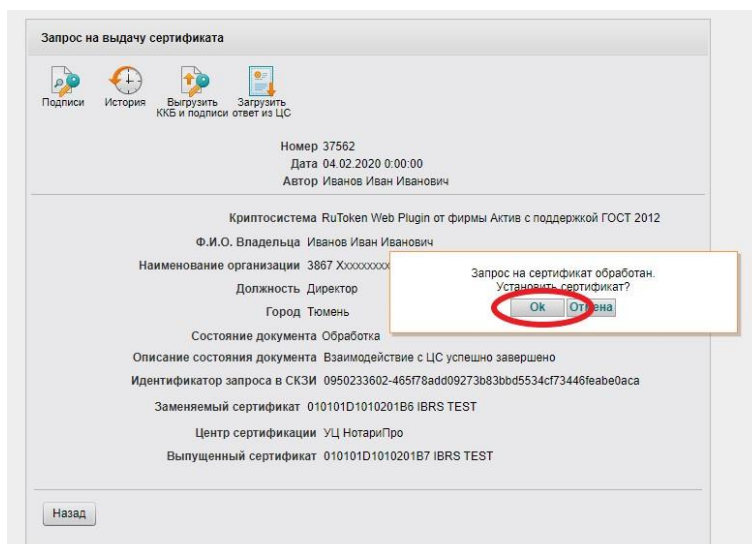 Запрос на выдачу сертификата
Подписи История Выгрузить Загрузить
ККБ и подписи ответ из ЦС
Номер 37562
Дата 04.02.2020 0:00:00
Автор Иванов Иван Иванович
Криптосистема RuToken Web Plugin от фирмы Актив с поддержкой ГОСТ 2012
Ф.И.О. Владельца Иванов Иван Иванович
Наименование организации 3867 Xxxxxxxxx
Должность Директор
Город Тюмень
Запрос на сертификат обработан.
Установить сертификат?
Ok Отмена
Состояние документа Обработка
Описание состояния документа Взаимодействие с ЦС успешно завершено
Идентификатор запроса в СКЗИ 0950233602-465f78add09273b83bbd5534cf73446feabe0aca
Заменяемый сертификат 010101D1010201B6 IBRS TEST
Центр сертификации УЦ НотариПро
Выпущенный сертификат 010101D1010201B7 IBRS TEST
Назад